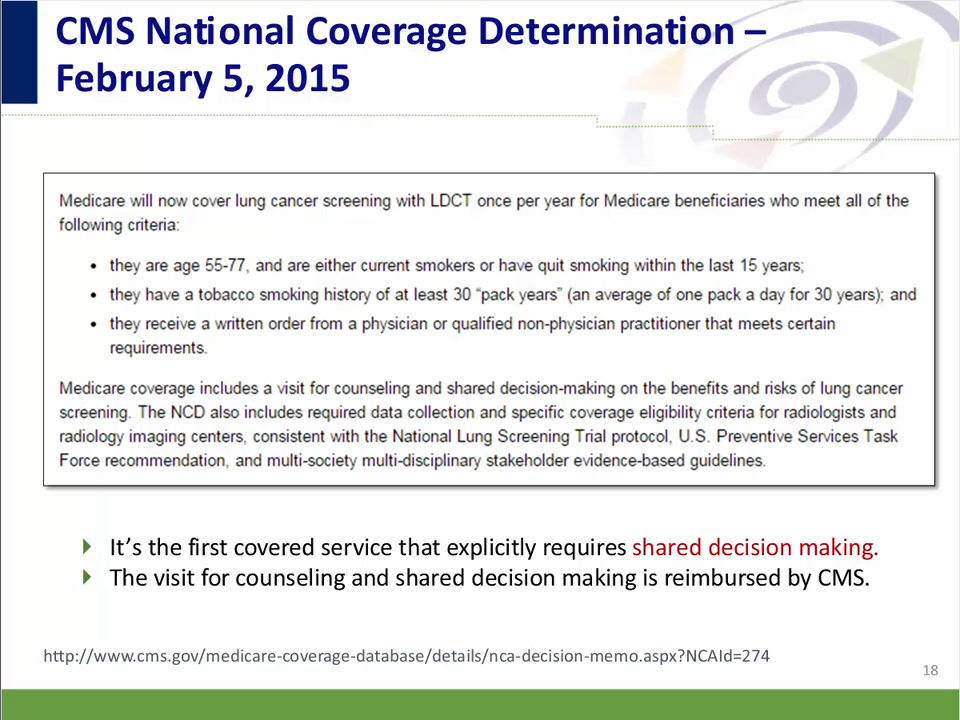 CMS National Coverage Determination –
February 5, 2015
Medicare will now cover lung cancer screening with LDCT once per year for Medicare beneficiaries who meet all of the
following criteria:
• they are age 55-77, and are either current smokers or have quit smoking within the last 15 years;
• they have a tobacco smoking history of at least 30 “pack years” (an average of one pack a day for 30 years); and
• they receive a written order from a physician or qualified non-physician practitioner that meets certain
requirements.
Medicare coverage includes a visit for counseling and shared decision-making on the benefits and risks of lung cancer
screening. The NCD also includes required data collection and specific coverage eligibility criteria for radiologists and
radiology imaging centers, consistent with the National Lung Screening Trial protocol, U.S. Preventive Services Task
Force recommendation, and multi-society multi-disciplinary stakeholder evidence-based guidelines.
It’s the first covered service that explicitly requires shared decision making.
The visit for counseling and shared decision making is reimbursed by CMS.
http://www.cms.gov/medicare-coverage-database/details/nca-decision-memo.aspx?NCAId=274
18